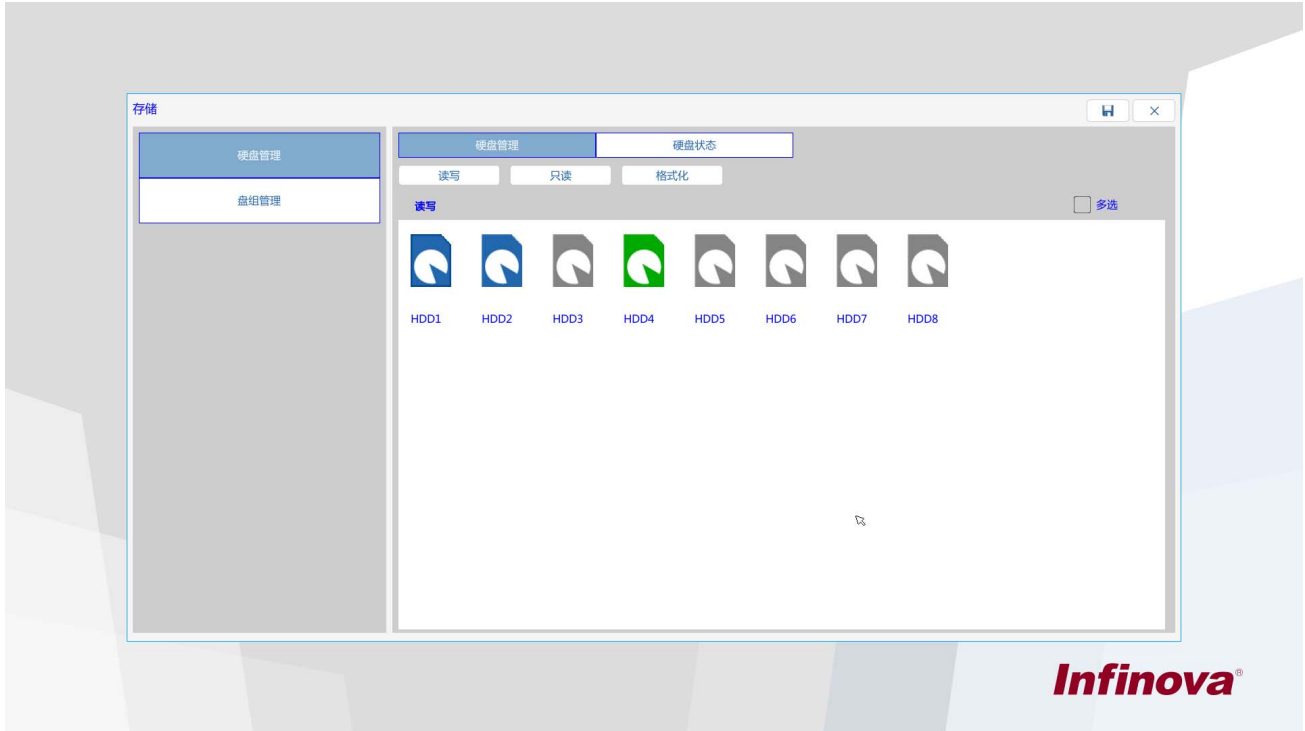 存储
硬盘管理
盘组管理
硬盘管理 硬盘状态
读写 只读 格式化
读写 多选
HDD1 HDD2 HDD3 HDD4 HDD5 HDD6 HDD7 HDD8
Infinova®